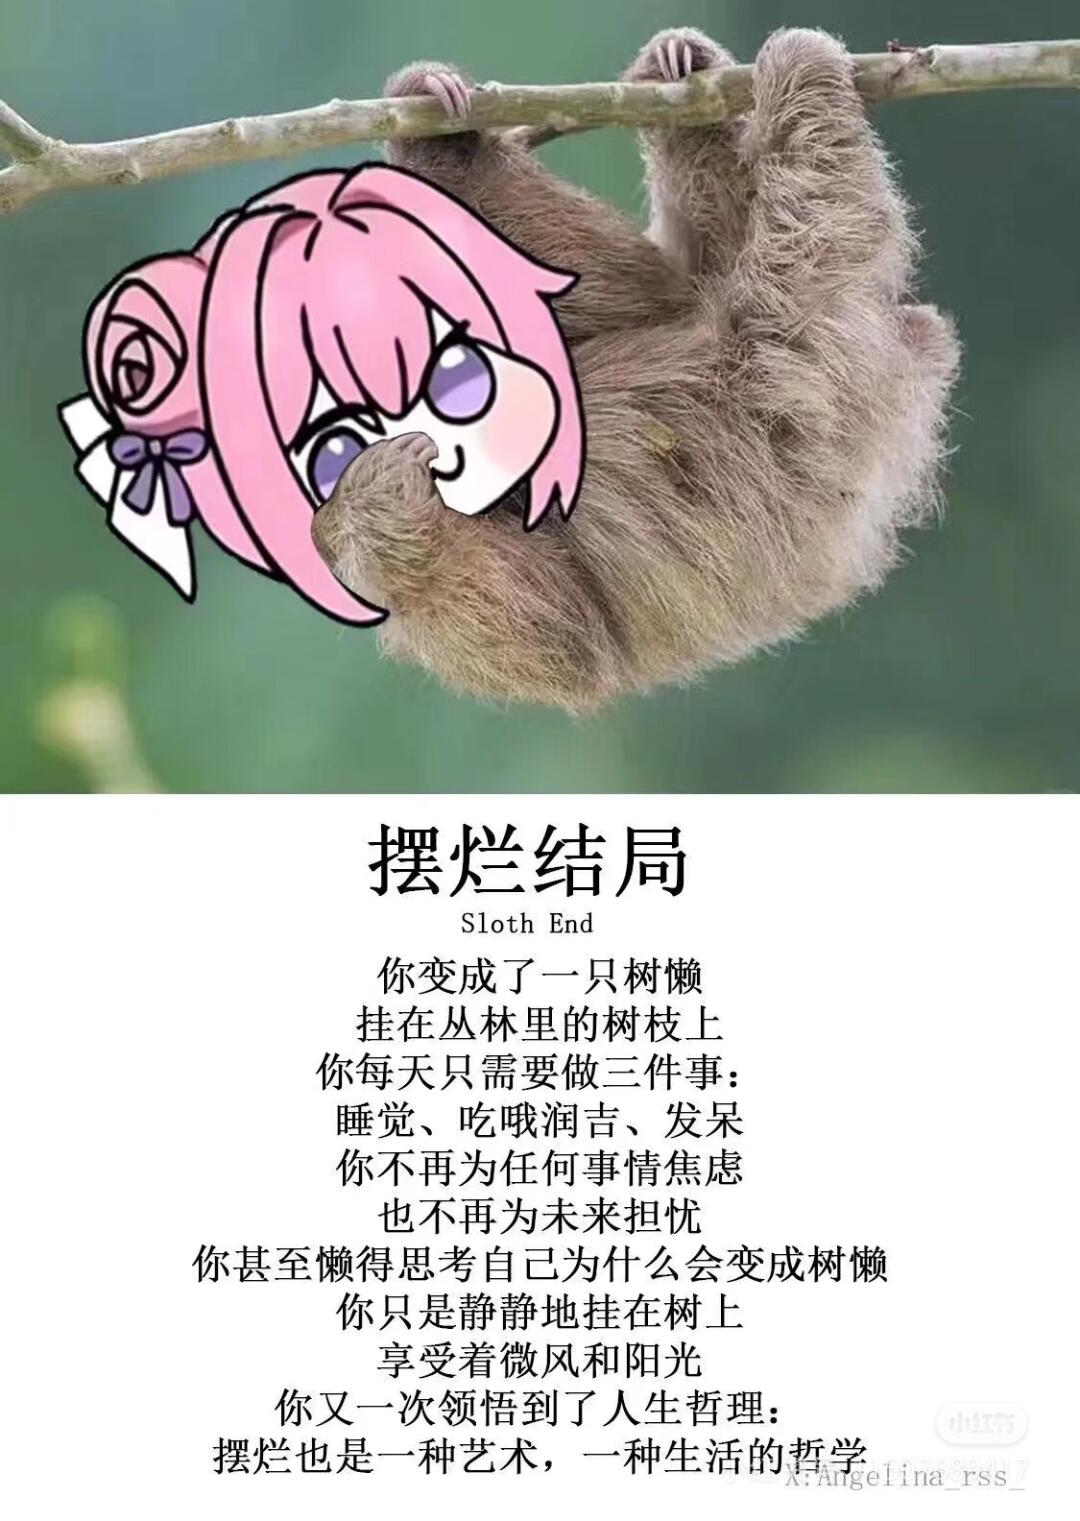 摆烂结局
Sloth End
你变成了一只树懒
挂在丛林里的树枝上
你每天只需要做三件事：
睡觉、吃哦润吉、发呆
你不再为任何事情焦虑
也不再为未来担忧
你甚至懒得思考自己为什么会变成树懒
你只是静静地挂在树上
享受着微风和阳光
你又一次领悟到了人生哲理：
摆烂也是一种艺术，一种生活的哲学
小红书
X:Angelina_rss_